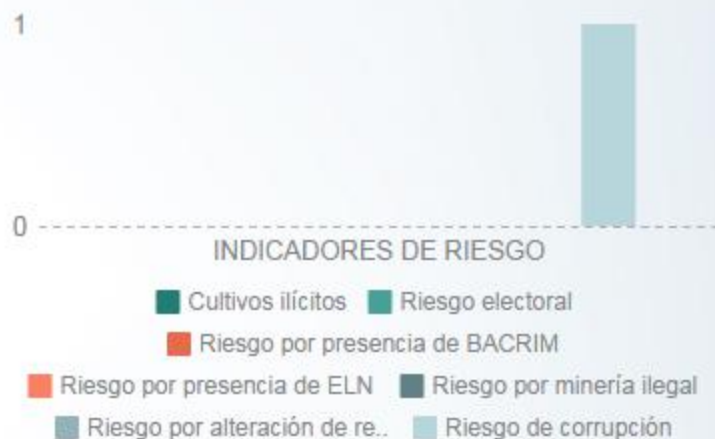 1
0
INDICADORES DE RIESGO
Cultivos ilícitos Riesgo electoral
Riesgo por presencia de BACRIM
Riesgo por presencia de ELN Riesgo por minería ilegal
Riesgo por alteración de re.. Riesgo de corrupción